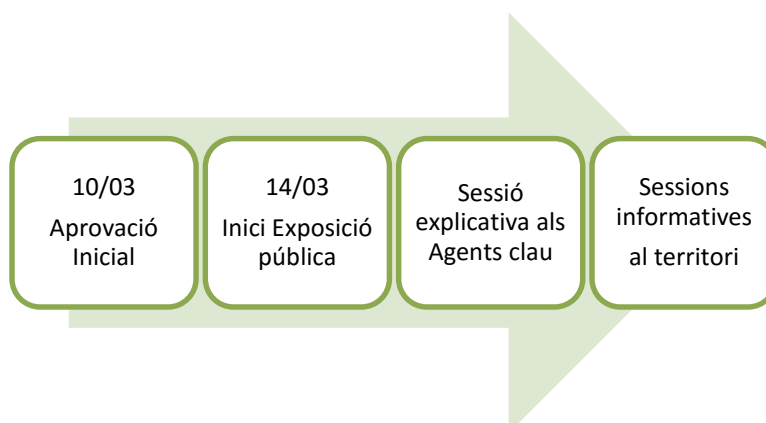 10/03
Aprovació
Inicial
14/03
Inici Exposició
pública
Sessió
explicativa als
Agents clau
Sessions
informatives
al territori